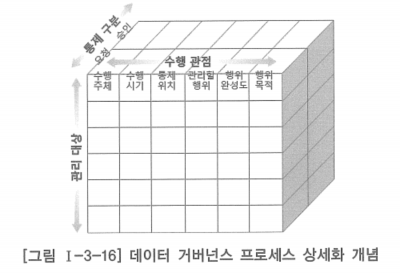 통제 구분
요청 승인
수행 관점
수행 주체
수행 시기
통제 위치
관리할 행위
행위 완성도
행위 목적
관리 대상
[그림 Ⅰ-3-16] 데이터 거버넌스 프로세스 상세화 개념